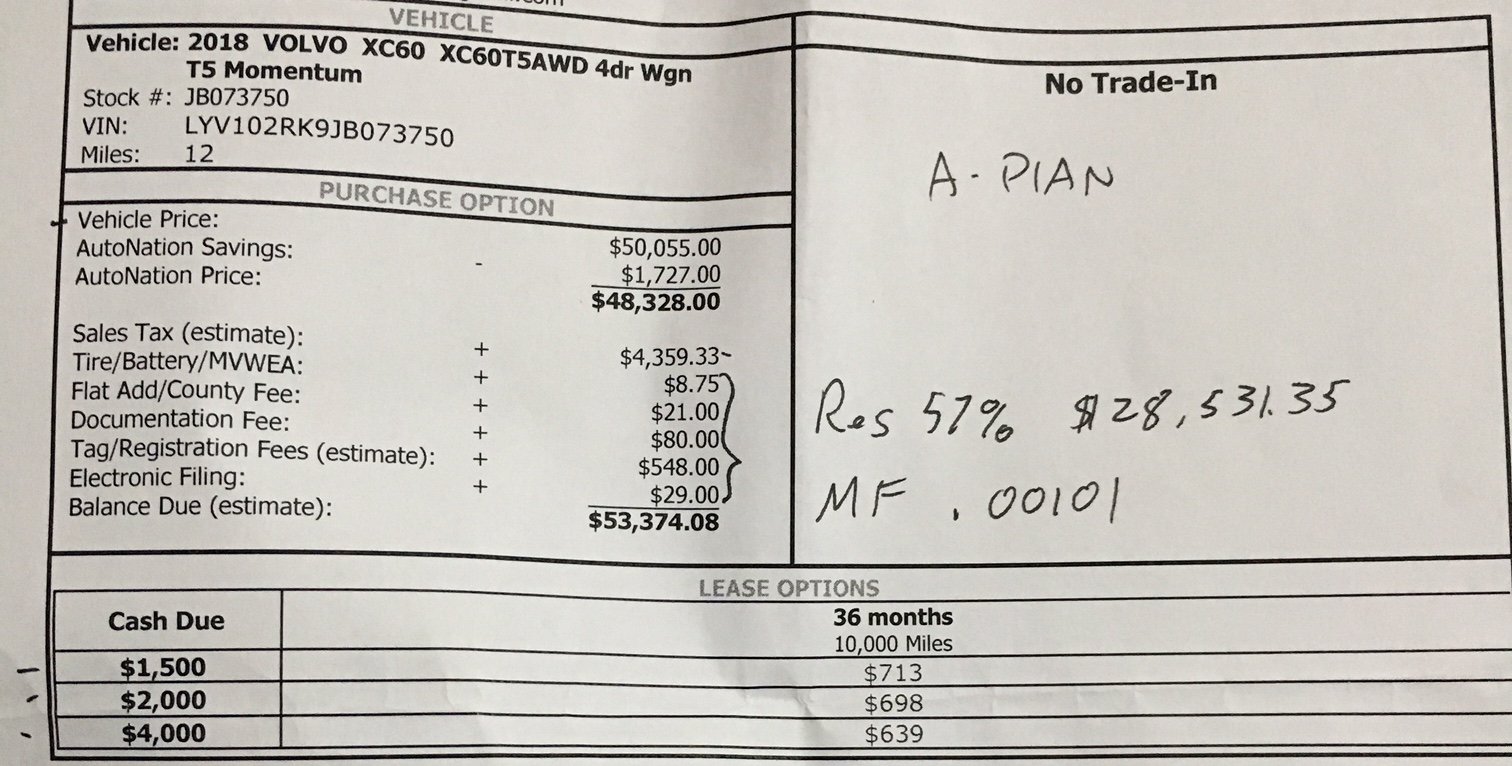 VEHICLE
Vehicle: 2018 VOLVO XC60 XC60T5AWD 4dr Wgn
T5 Momentum
Stock #: JB073750
VIN: LYV102RK9JB073750
Miles: 12
No Trade-In
A-PLAN
PURCHASE OPTION
Vehicle Price: $50,055.00
AutoNation Savings: - $1,727.00
AutoNation Price: $48,328.00
Sales Tax (estimate): + $4,359.33
Tire/Battery/MVWEA: + $8.75
Flat Add/County Fee: + $21.00
Documentation Fee: + $80.00
Tag/Registration Fees (estimate): + $548.00
Electronic Filing: + $29.00
Balance Due (estimate): $53,374.08
Res 57% $28,531.35
MF .00101
LEASE OPTIONS
Cash Due 36 months
10,000 Miles
$1,500 $713
$2,000 $698
$4,000 $639